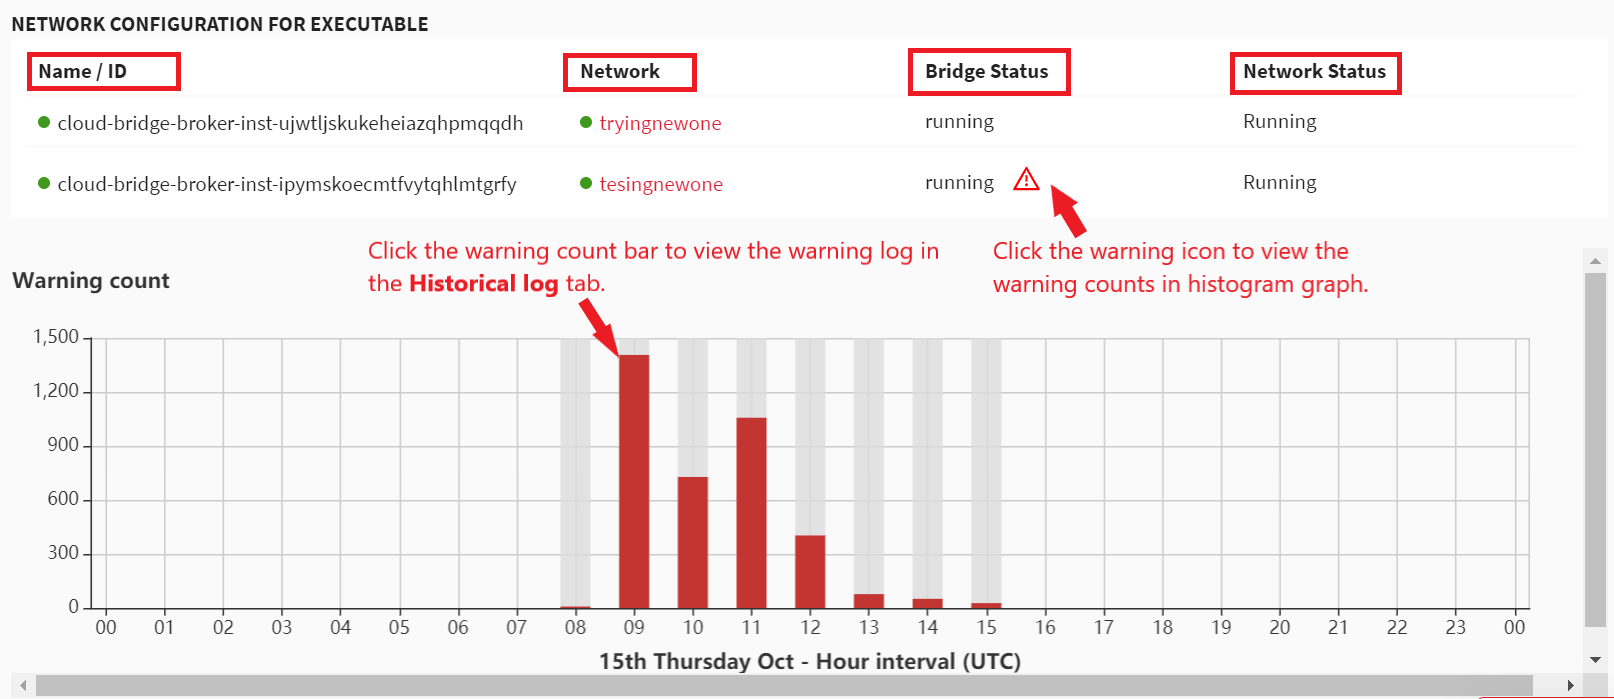 NETWORK CONFIGURATION FOR EXECUTABLE
Name / ID Network Bridge Status Network Status
cloud-bridge-broker-inst-ujwtljskukeheiazqhpmqqdh tryingnewone running Running
cloud-bridge-broker-inst-ipymskoecmtfvytqhlmtgrfy tesingnewone running Running
Click the warning count bar to view the warning log in
the Historical log tab.
Click the warning icon to view the
warning counts in histogram graph.
Warning count
1,500
1,200
900
600
300
0
00 01 02 03 04 05 06 07 08 09 10 11 12 13 14 15 16 17 18 19 20 21 22 23 00
15th Thursday Oct - Hour interval (UTC)